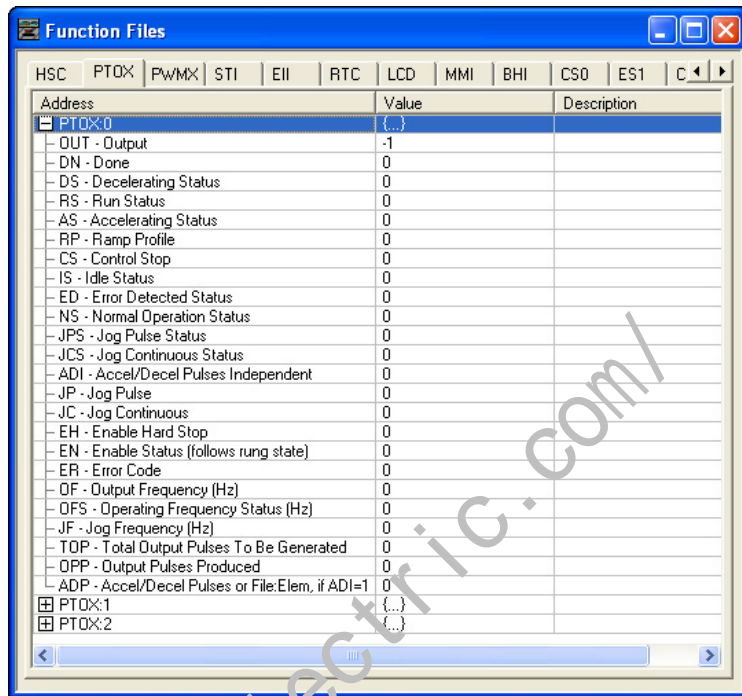 Function Files
HSC PTOX PWMX STI EII RTC LCD MMI BHI CS0 ES1 C
Address Value Description
PTOX:0 {...}
OUT - Output -1
DN - Done 0
DS - Decelerating Status 0
RS - Run Status 0
AS - Accelerating Status 0
RP - Ramp Profile 0
CS - Control Stop 0
IS - Idle Status 0
ED - Error Detected Status 0
NS - Normal Operation Status 0
JPS - Jog Pulse Status 0
JCS - Jog Continuous Status 0
ADI - Accel/Decel Pulses Independent 0
JP - Jog Pulse 0
JC - Jog Continuous 0
EH - Enable Hard Stop 0
EN - Enable Status (follows rung state) 0
ER - Error Code 0
OF - Output Frequency (Hz) 0
OFS - Operating Frequency Status (Hz) 0
JF - Jog Frequency (Hz) 0
TOP - Total Output Pulses To Be Generated 0
OPP - Output Pulses Produced 0
ADP - Accel/Decel Pulses or File:Elem, if ADI=1 0
PTOX:1 {...}
PTOX:2 {...}
ectric.com/